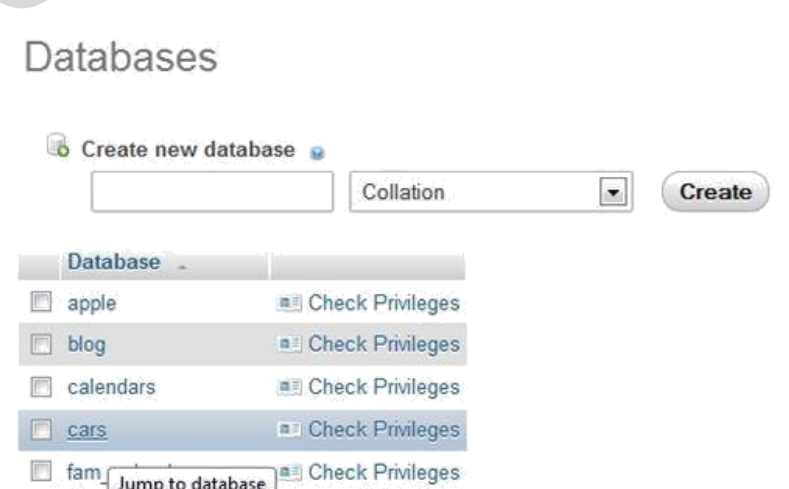 Databases
Create new database
Collation
Create
Database
apple Check Privileges
blog Check Privileges
calendars Check Privileges
cars Check Privileges
fam Check Privileges
Jump to database